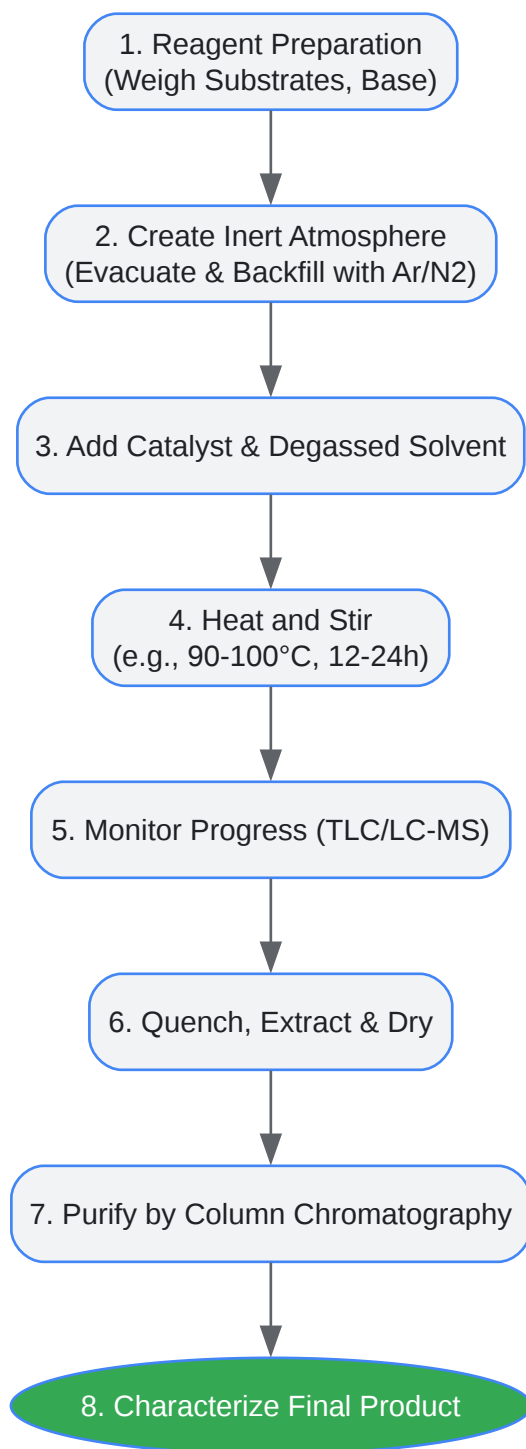 1. Reagent Preparation
(Weigh Substrates, Base)
2. Create Inert Atmosphere
(Evacuate & Backfill with Ar/N2)
3. Add Catalyst & Degassed Solvent
4. Heat and Stir
(e.g., 90-100°C, 12-24h)
5. Monitor Progress (TLC/LC-MS)
6. Quench, Extract & Dry
7. Purify by Column Chromatography
8. Characterize Final Product